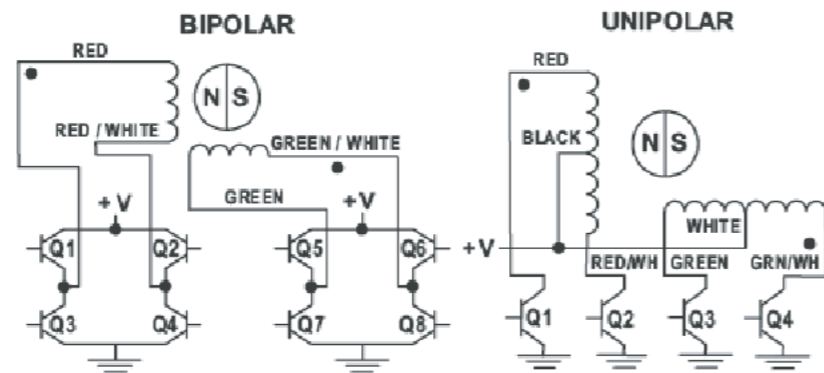 BIPOLAR
RED
N S
RED / WHITE
GREEN / WHITE
GREEN
+ V
+V
Q1
Q2
Q5
Q6
Q3
Q4
Q7
Q8
UNIPOLAR
RED
BLACK
N S
WHITE
+V
RED/WH
GREEN
GRN/WH
Q1
Q2
Q3
Q4